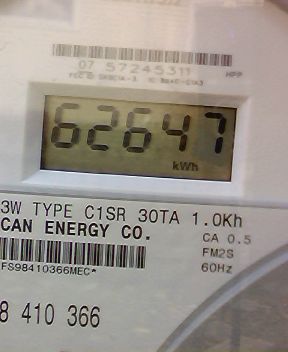 07 57245311 HPP
62647
kWh
3W TYPE C1SR 30TA 1.0Kh
CAN ENERGY CO. CA 0.5
FM2S
FS98410366MEC* 60Hz
8 410 366